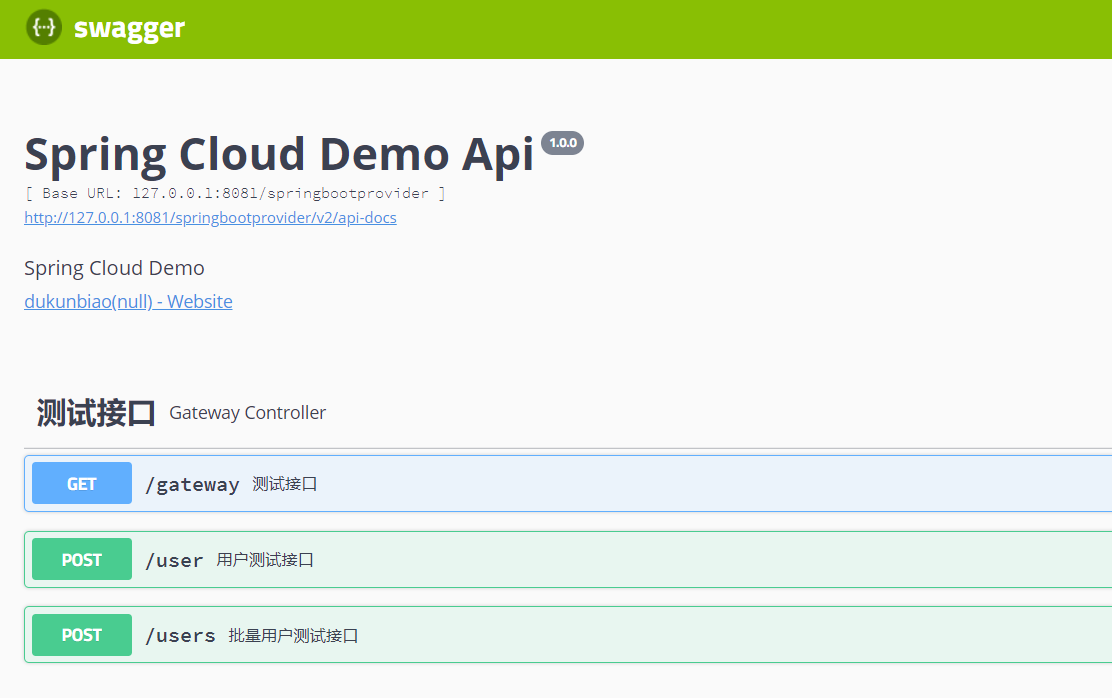 swagger
Spring Cloud Demo Api 1.0.0
[ Base URL: 127.0.0.1:8081/springbootprovider ]
http://127.0.0.1:8081/springbootprovider/v2/api-docs
Spring Cloud Demo
dukunbiao(null) - Website
测试接口 Gateway Controller
GET /gateway 测试接口
POST /user 用户测试接口
POST /users 批量用户测试接口